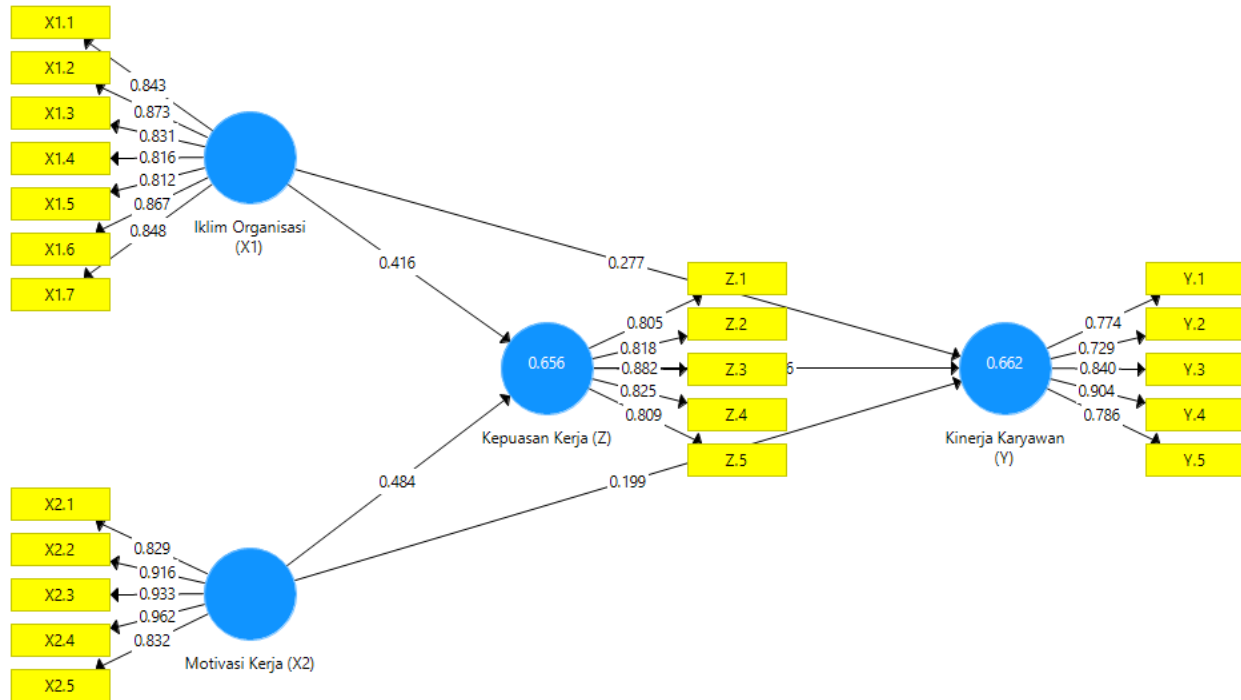 X1.1
X1.2
X1.3
X1.4
X1.5
X1.6
X1.7
0.843
0.873
0.831
0.816
0.812
0.867
0.848
Iklim Organisasi
(X1)
0.416
0.277
0.484
0.199
0.656
Kepuasan Kerja (Z)
0.805
0.818
0.882
0.825
0.809
Z.1
Z.2
Z.3
Z.4
Z.5
6
0.662
Kinerja Karyawan
(Y)
0.774
0.729
0.840
0.904
0.786
Y.1
Y.2
Y.3
Y.4
Y.5
X2.1
X2.2
X2.3
X2.4
X2.5
0.829
0.916
0.933
0.962
0.832
Motivasi Kerja (X2)